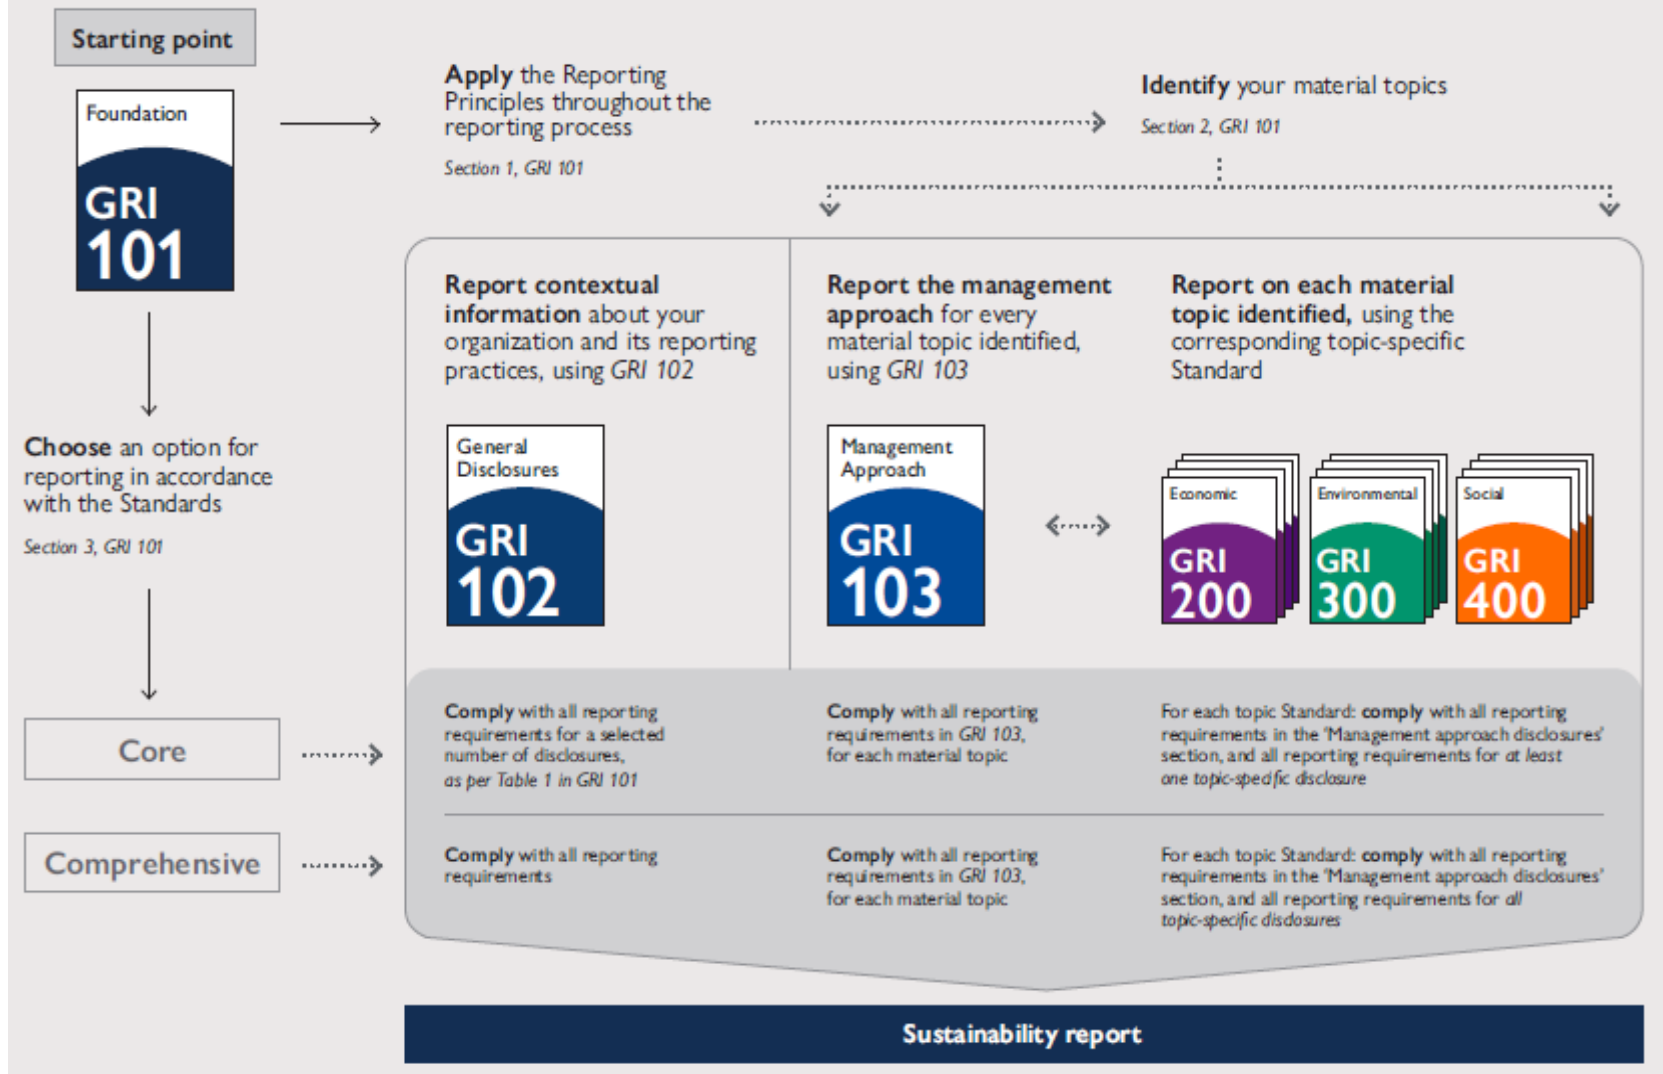 Starting point
Foundation
GRI
101
Apply the Reporting
Principles throughout the
reporting process
Section 1, GRI 101
Identify your material topics
Section 2, GRI 101
Choose an option for
reporting in accordance
with the Standards
Section 3, GRI 101
Report contextual
information about your
organization and its reporting
practices, using GRI 102
General
Disclosures
GRI
102
Report the management
approach for every
material topic identified,
using GRI 103
Management
Approach
GRI
103
Report on each material
topic identified, using the
corresponding topic-specific
Standard
Economic
GRI
200
Environmental
GRI
300
Social
GRI
400
Core
Comply with all reporting
requirements for a selected
number of disclosures,
as per Table 1 in GRI 101
Comply with all reporting
requirements in GRI 103,
for each material topic
For each topic Standard: comply with all reporting
requirements in the 'Management approach disclosures'
section, and all reporting requirements for at least
one topic-specific disclosure
Comprehensive
Comply with all reporting
requirements
Comply with all reporting
requirements in GRI 103,
for each material topic
For each topic Standard: comply with all reporting
requirements in the 'Management approach disclosures'
section, and all reporting requirements for all
topic-specific disclosures
Sustainability report